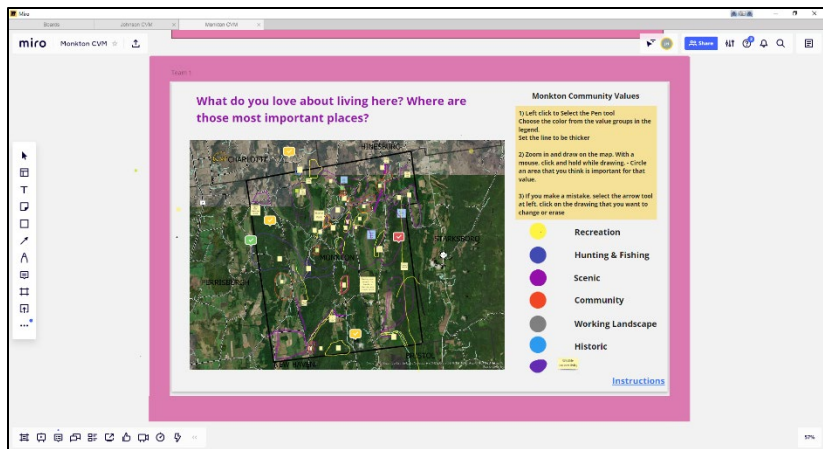 Miro
Boards
Johnson CVM
Monkton CVM
miro
Monkton CVM
Share
Team 1
What do you love about living here? Where are
those most important places?
Monkton Community Values
1) Left click to Select the Pen tool
Choose the color from the value groups in the
legend.
Set the line to be thicker
2) Zoom in and draw on the map. With a
mouse, click and hold while drawing. - Circle
an area that you think is important for that
value.
3) If you make a mistake, select the arrow tool
at left, click on the drawing that you want to
change or erase
CHARLOTTE
HINESBURG
MONKTON
STARKSBORO
BRISTOL
NEW HAVEN
Recreation
Hunting & Fishing
Scenic
Community
Working Landscape
Historic
Instructions
57%